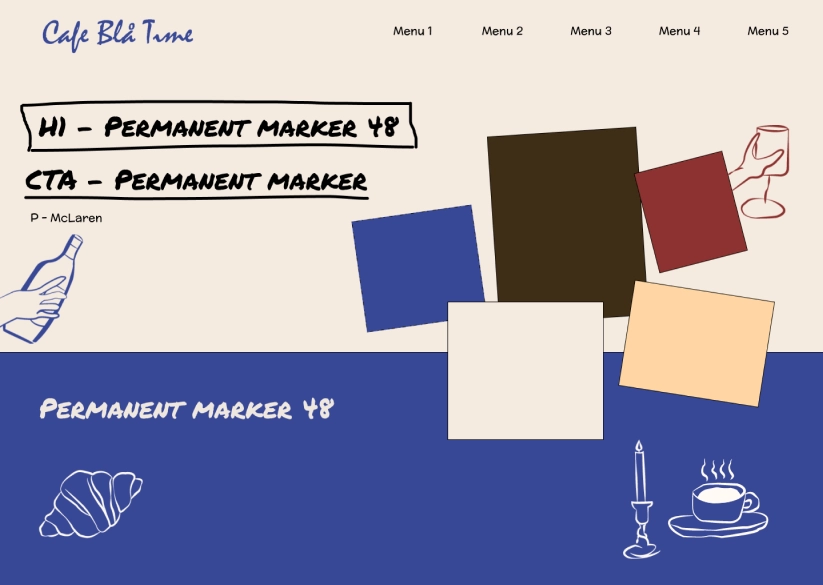 Cafe Blå Time
Menu 1 Menu 2 Menu 3 Menu 4 Menu 5
H1 - Permanent marker 48
CTA - Permanent marker
P - McLaren
Permanent marker 48